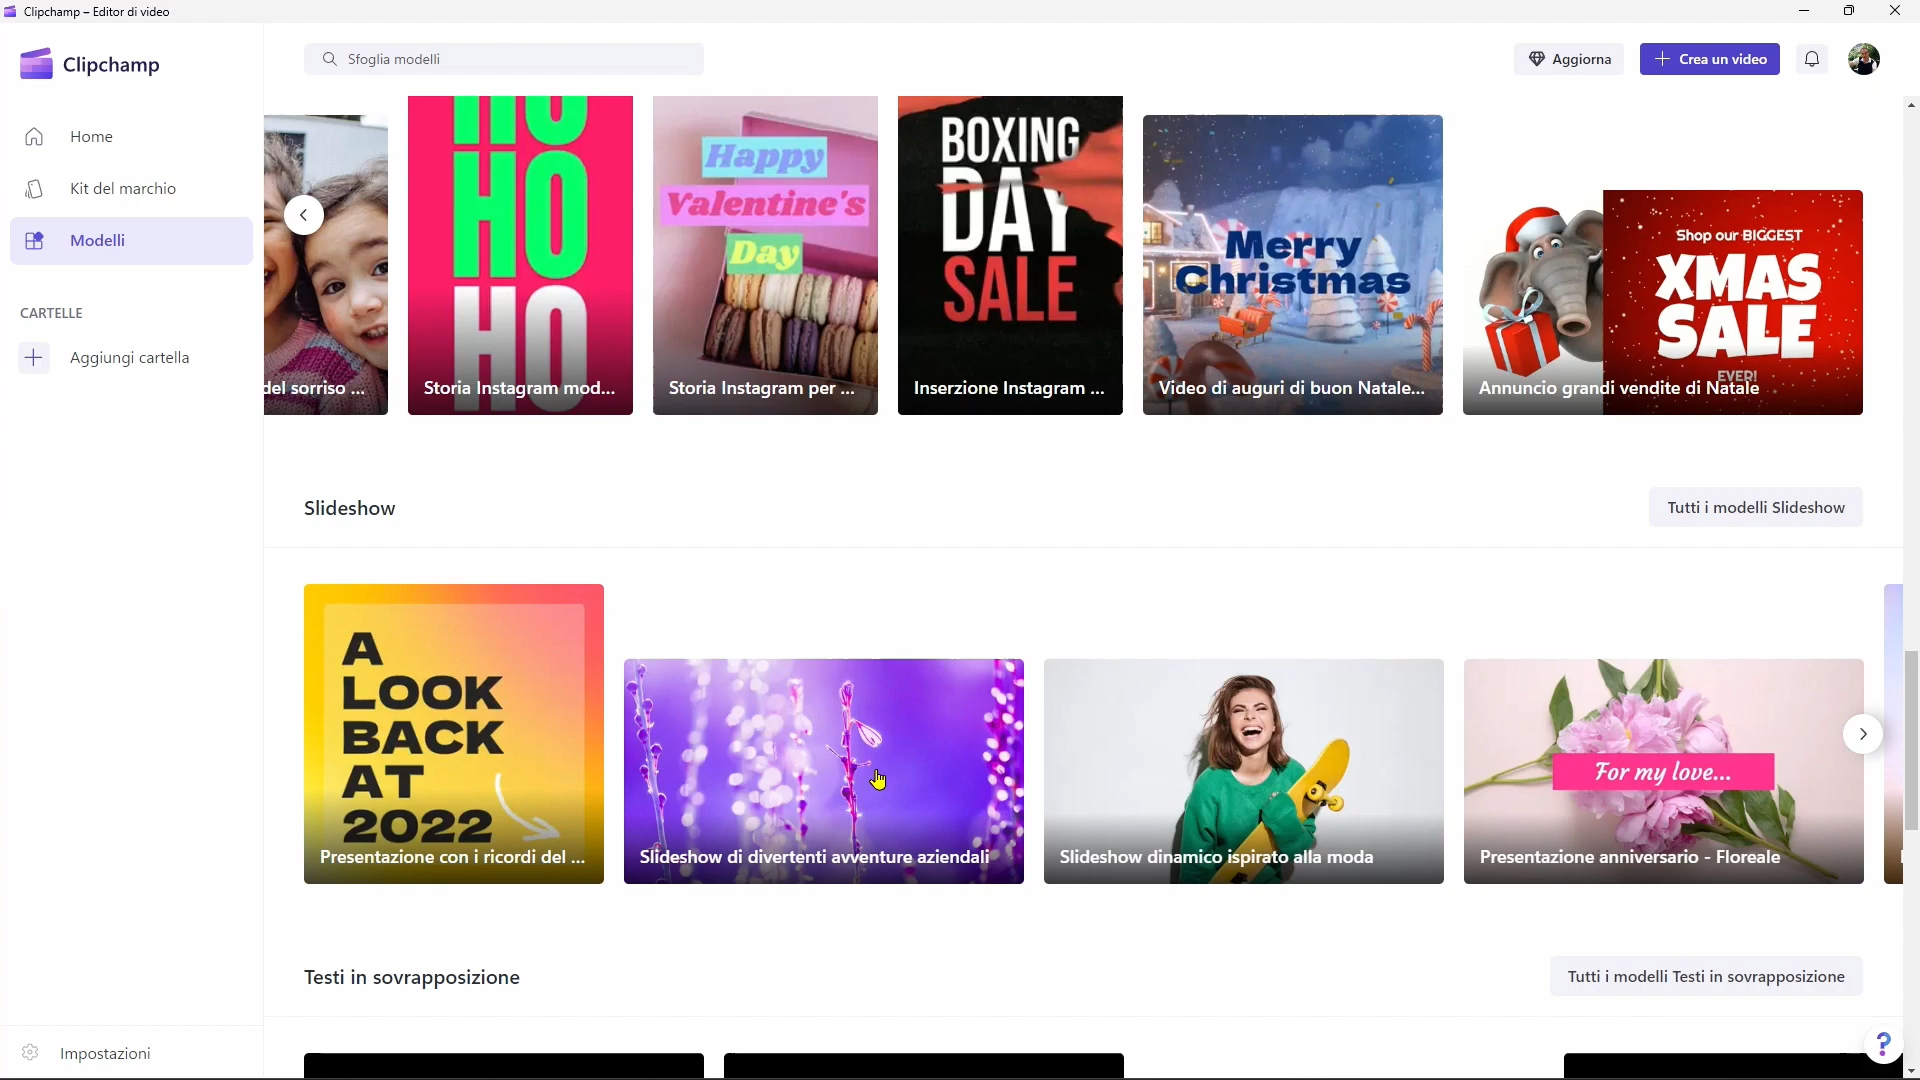 Clipchamp – Editor di video
Clipchamp
Sfoglia modelli
Aggiorna
Crea un video
Home
Kit del marchio
Modelli
CARTELLE
Aggiungi cartella
Impostazioni
del sorriso ...
HO
HO
HO
Storia Instagram mod...
Happy
Valentine's
Day
Storia Instagram per ...
BOXING
DAY
SALE
Inserzione Instagram ...
Merry
Christmas
Video di auguri di buon Natale...
Shop our BIGGEST
XMAS
SALE
EVER!
Annuncio grandi vendite di Natale
Slideshow
Tutti i modelli Slideshow
A
LOOK
BACK
AT
2022
Presentazione con i ricordi del ...
Slideshow di divertenti avventure aziendali
Slideshow dinamico ispirato alla moda
For my love...
Presentazione anniversario - Floreale
Testi in sovrapposizione
Tutti i modelli Testi in sovrapposizione
?